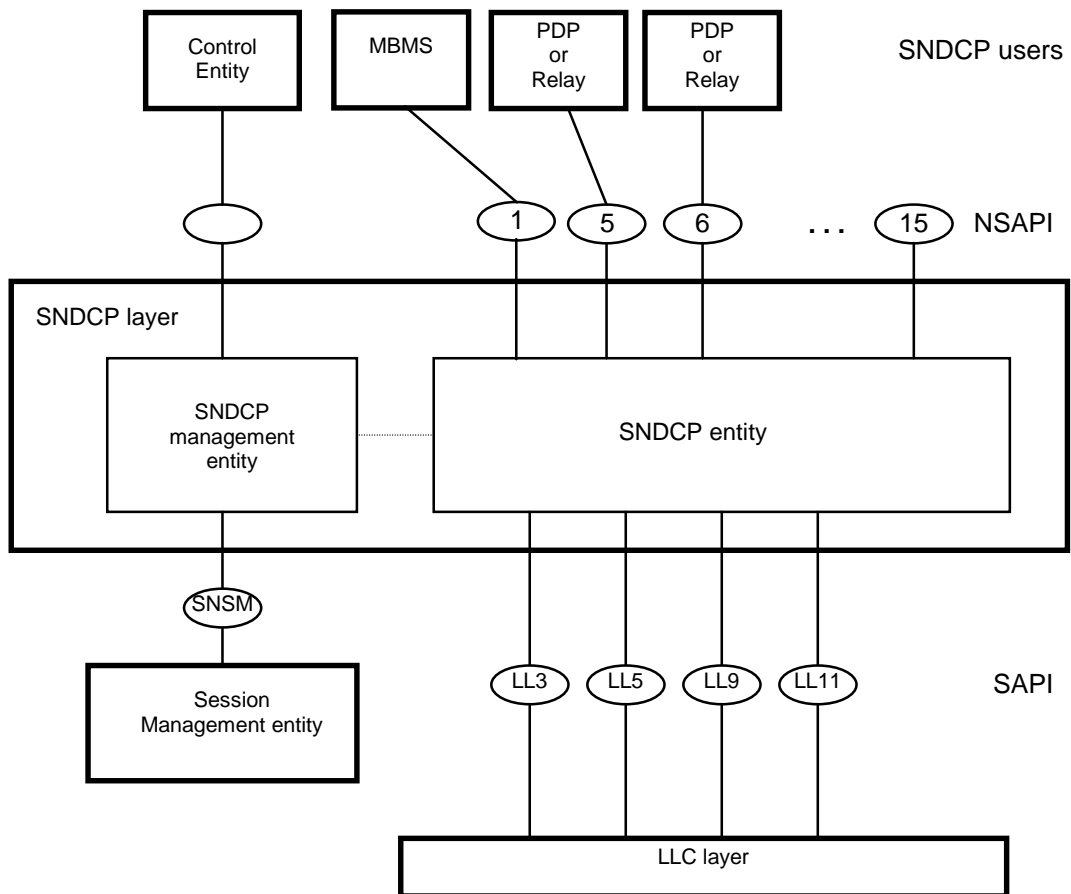 Control
Entity
MBMS
PDP
or
Relay
PDP
or
Relay
SNDCP users
1
5
6
. . .
15
NSAPI
SNDCP layer
SNDCP
management
entity
SNDCP entity
SNSM
LL3
LL5
LL9
LL11
SAPI
Session
Management entity
LLC layer